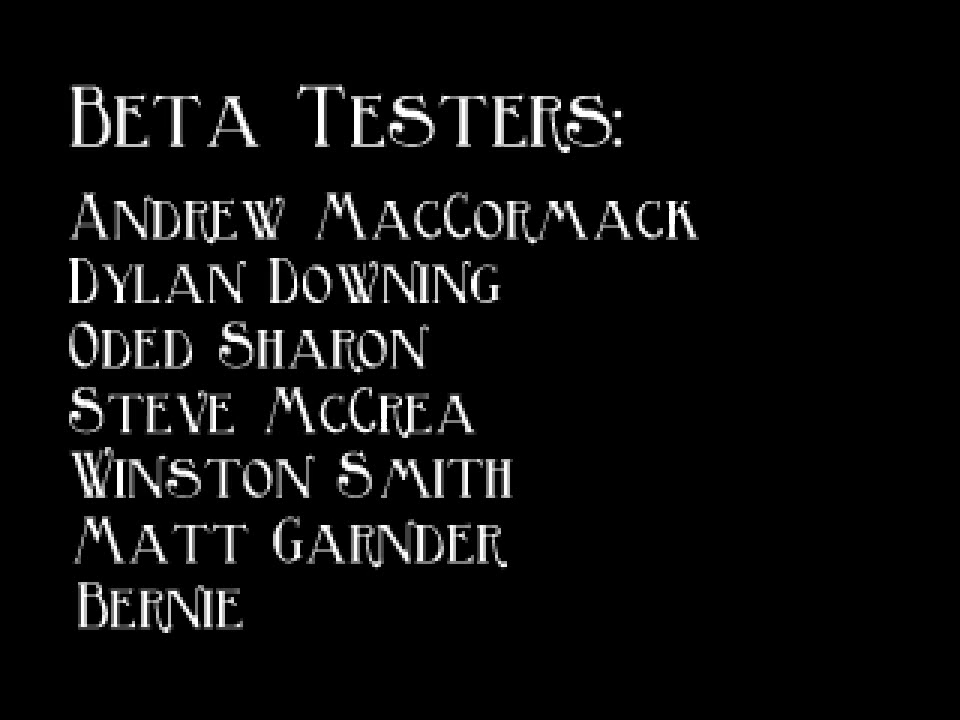 Beta Testers:
Andrew MacCormack
Dylan Downing
Oded Sharon
Steve McCrea
Winston Smith
Matt Garnder
Bernie